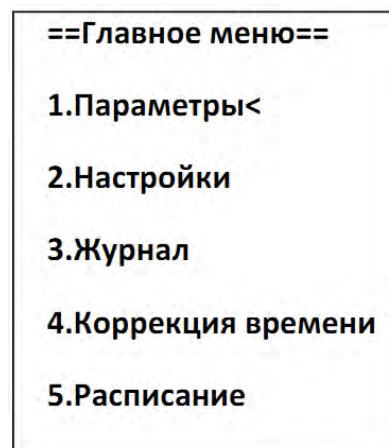 ==Главное меню==
1.Параметры<
2.Настройки
3.Журнал
4.Коррекция времени
5.Расписание